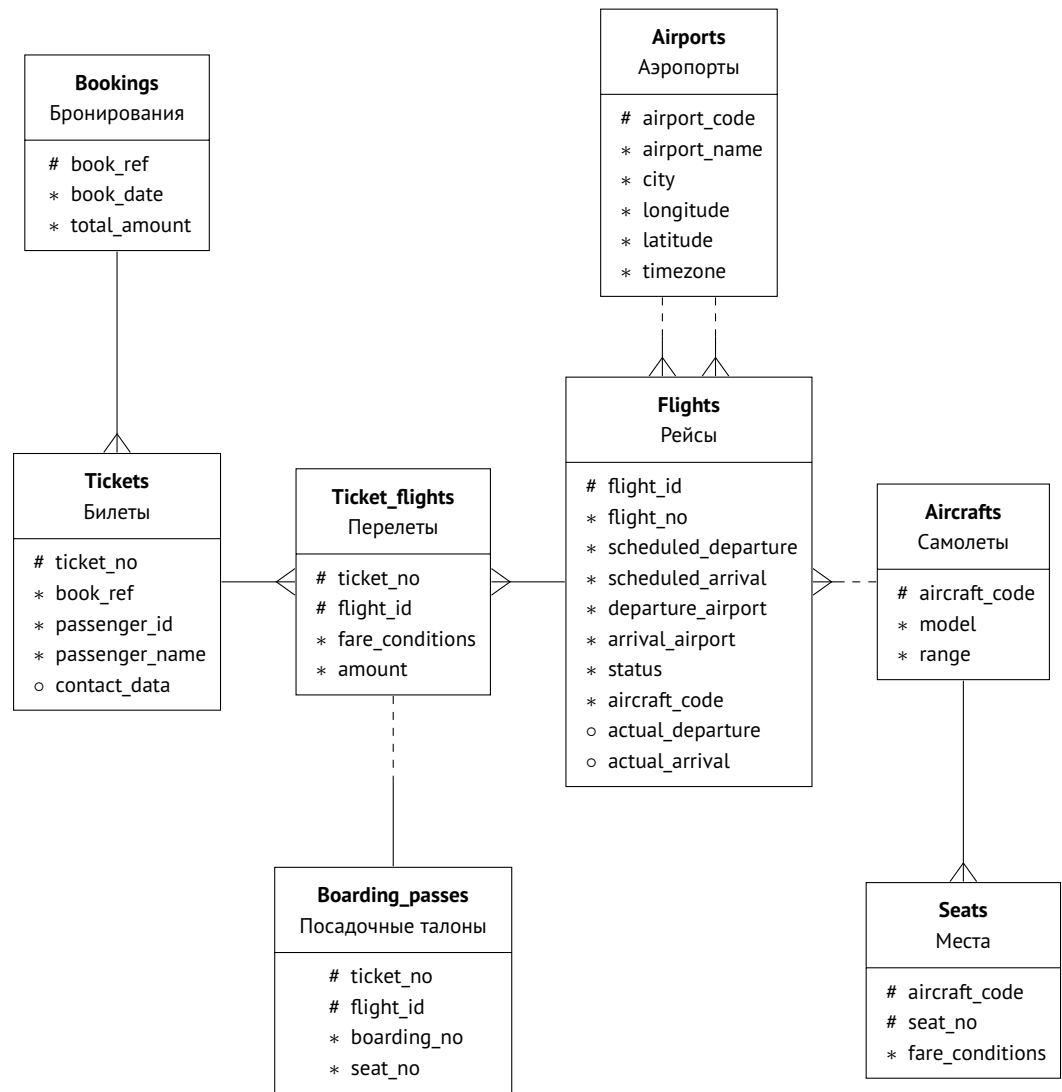 Bookings
Бронирования
# book_ref
* book_date
* total_amount
Airports
Аэропорты
# airport_code
* airport_name
* city
* longitude
* latitude
* timezone
Tickets
Билеты
# ticket_no
* book_ref
* passenger_id
* passenger_name
○ contact_data
Ticket_flights
Перелеты
# ticket_no
# flight_id
* fare_conditions
* amount
Flights
Рейсы
# flight_id
* flight_no
* scheduled_departure
* scheduled_arrival
* departure_airport
* arrival_airport
* status
* aircraft_code
○ actual_departure
○ actual_arrival
Aircrafts
Самолеты
# aircraft_code
* model
* range
Boarding_passes
Посадочные талоны
# ticket_no
# flight_id
* boarding_no
* seat_no
Seats
Места
# aircraft_code
# seat_no
* fare_conditions